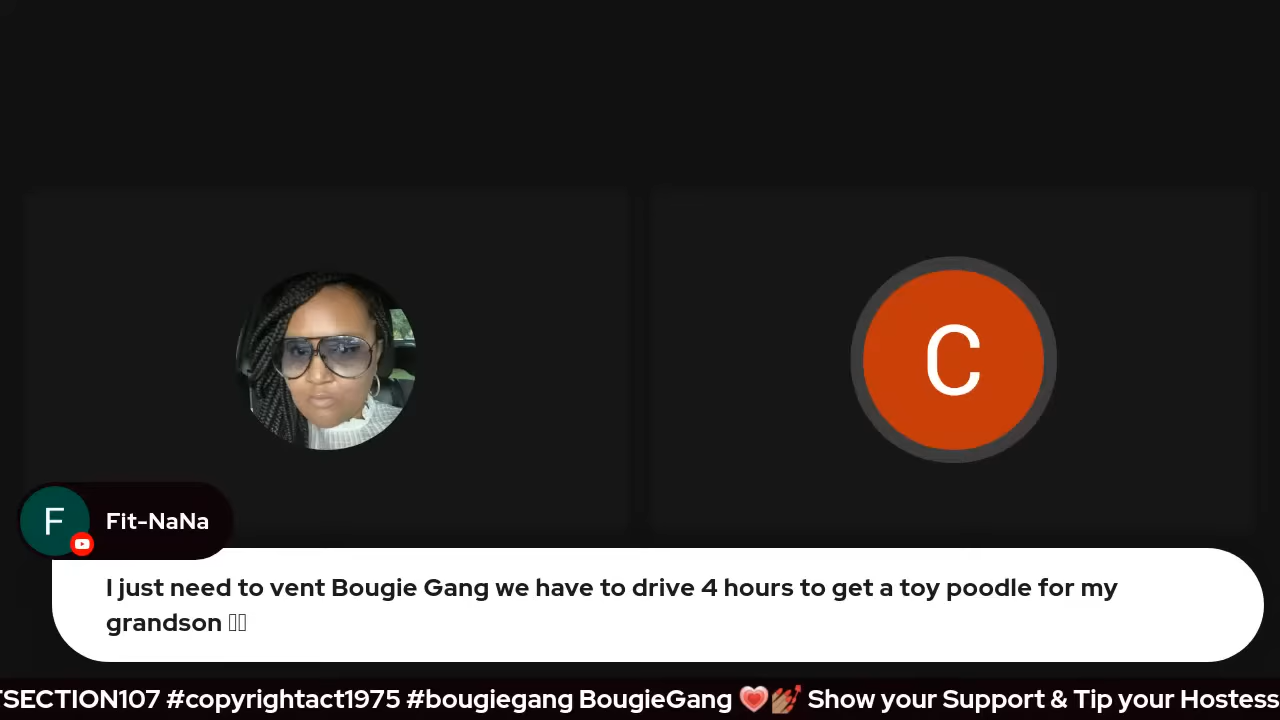 C
F
Fit-NaNa
I just need to vent Bougie Gang we have to drive 4 hours to get a toy poodle for my
grandson
TSECTION107 #copyrightact1975 #bougiegang BougieGang 💗💅🏽 Show your Support & Tip your Hostess